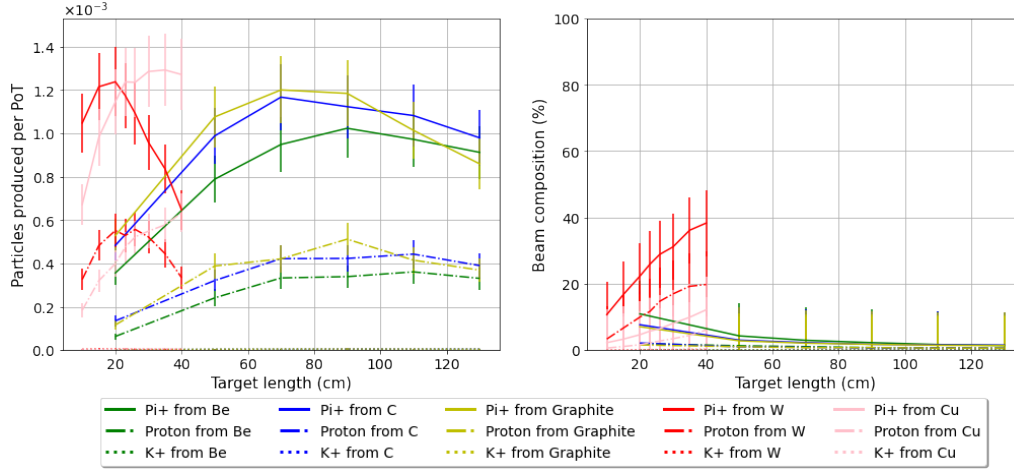 ×10⁻³
Particles produced per PoT
1.4
1.2
1.0
0.8
0.6
0.4
0.2
0.0
20 40 60 80 100 120
Target length (cm)
Beam composition (%)
100
80
60
40
20
0
20 40 60 80 100 120
Target length (cm)
Pi+ from Be Pi+ from C Pi+ from Graphite Pi+ from W Pi+ from Cu
Proton from Be Proton from C Proton from Graphite Proton from W Proton from Cu
K+ from Be K+ from C K+ from Graphite K+ from W K+ from Cu